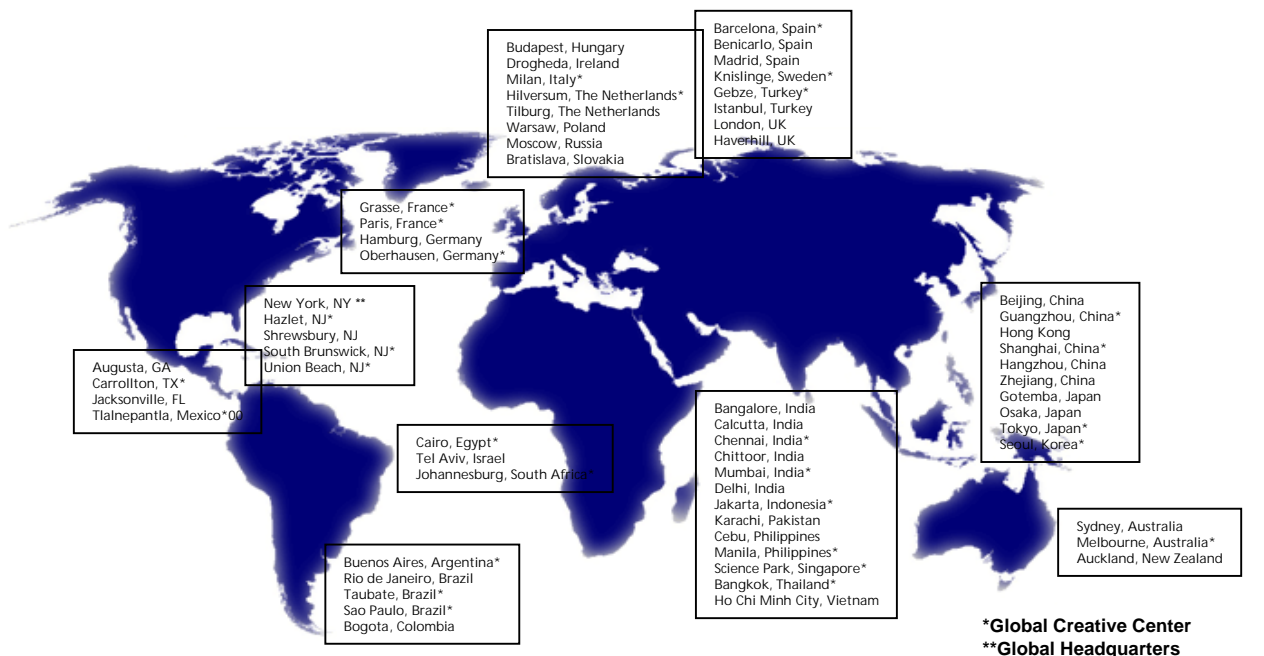 Barcelona, Spain*
Benicarlo, Spain
Madrid, Spain
Knislinge, Sweden*
Gebze, Turkey*
Istanbul, Turkey
London, UK
Haverhill, UK
Budapest, Hungary
Drogheda, Ireland
Milan, Italy*
Hilversum, The Netherlands*
Tilburg, The Netherlands
Warsaw, Poland
Moscow, Russia
Bratislava, Slovakia
Grasse, France*
Paris, France*
Hamburg, Germany
Oberhausen, Germany*
New York, NY **
Hazlet, NJ*
Shrewsbury, NJ
South Brunswick, NJ*
Union Beach, NJ*
Augusta, GA
Carrollton, TX*
Jacksonville, FL
Tlalnepantla, Mexico*00
Beijing, China
Guangzhou, China*
Hong Kong
Shanghai, China*
Hangzhou, China
Zhejiang, China
Gotemba, Japan
Osaka, Japan
Tokyo, Japan*
Seoul, Korea*
Cairo, Egypt*
Tel Aviv, Israel
Johannesburg, South Africa*
Bangalore, India
Calcutta, India
Chennai, India*
Chittoor, India
Mumbai, India*
Delhi, India
Jakarta, Indonesia*
Karachi, Pakistan
Cebu, Philippines
Manila, Philippines*
Science Park, Singapore*
Bangkok, Thailand*
Ho Chi Minh City, Vietnam
Sydney, Australia
Melbourne, Australia*
Auckland, New Zealand
Buenos Aires, Argentina*
Rio de Janeiro, Brazil
Taubate, Brazil*
Sao Paulo, Brazil*
Bogota, Colombia
*Global Creative Center
**Global Headquarters